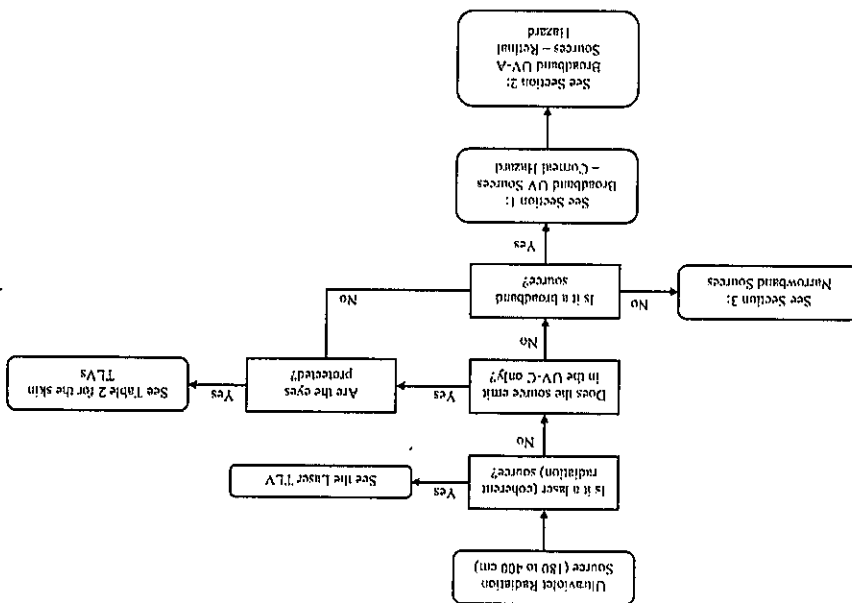 Ultraviolet Radiation
Source (180 to 400 cm)
Is it a laser (coherent
radiation) source?
Yes
See the Laser TLV
No
Does the source emit
in the UV-C only?
Yes
Are the eyes
protected?
Yes
See Table 2 for the skin
TLVs
No
No
Is it a broadband
source?
No
See Section 3:
Narrowband Sources
Yes
See Section 1:
Broadband UV Sources
– Corneal Hazard
See Section 2:
Broadband UV-A
Sources – Retinal
Hazard